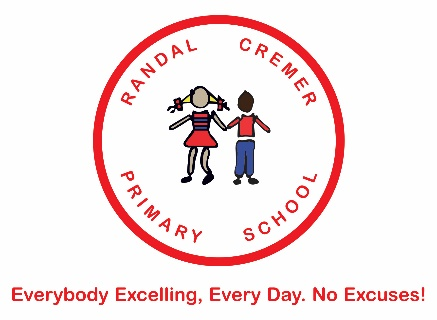 RANDAL CREMER
PRIMARY SCHOOL
Everybody Excelling, Every Day. No Excuses!